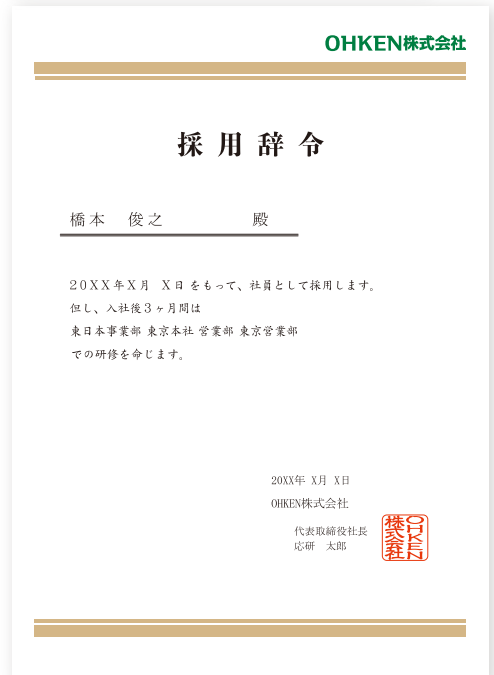 OHKEN株式会社
採用辞令
橋本 俊之 殿
20XX年X月 X日 をもって、社員として採用します。
但し、入社後3ヶ月間は
東日本事業部 東京本社 営業部 東京営業部
での研修を命じます。
20XX年 X月 X日
OHKEN株式会社
代表取締役社長
応研 太郎
OHKEN
株式会社